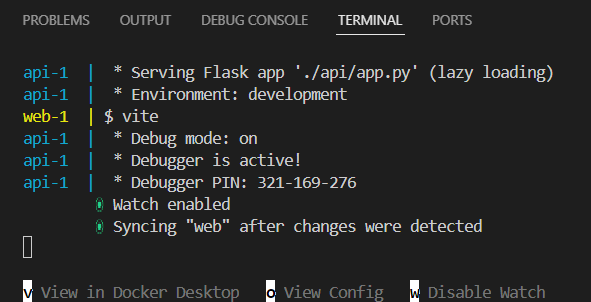 PROBLEMS OUTPUT DEBUG CONSOLE TERMINAL PORTS
api-1 | * Serving Flask app './api/app.py' (lazy loading)
api-1 | * Environment: development
web-1 | $ vite
api-1 | * Debug mode: on
api-1 | * Debugger is active!
api-1 | * Debugger PIN: 321-169-276
Watch enabled
Syncing "web" after changes were detected
v View in Docker Desktop o View Config w Disable Watch